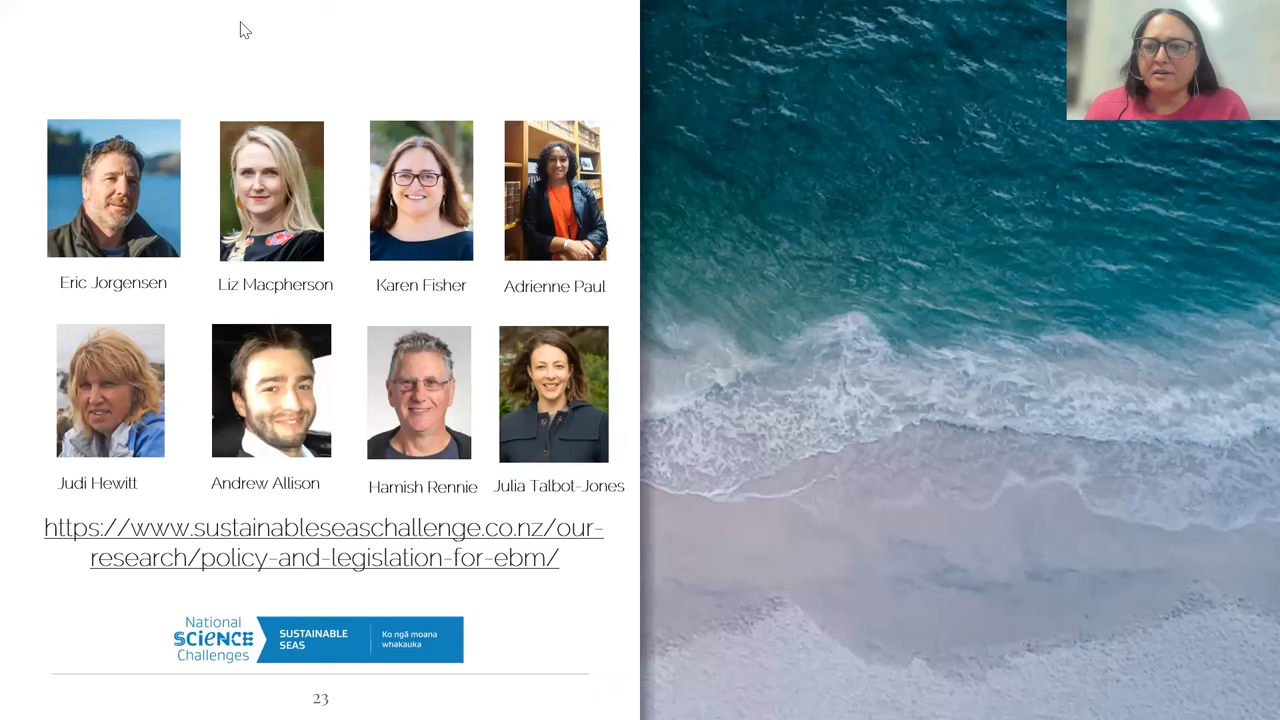 Eric Jorgensen
Liz Macpherson
Karen Fisher
Adrienne Paul
Judi Hewitt
Andrew Allison
Hamish Rennie
Julia Talbot-Jones
https://www.sustainableseaschallenge.co.nz/our-
research/policy-and-legislation-for-ebm/
National
SCIENCE
Challenges
SUSTAINABLE
SEAS
Ko ngā moana
whakauka
23